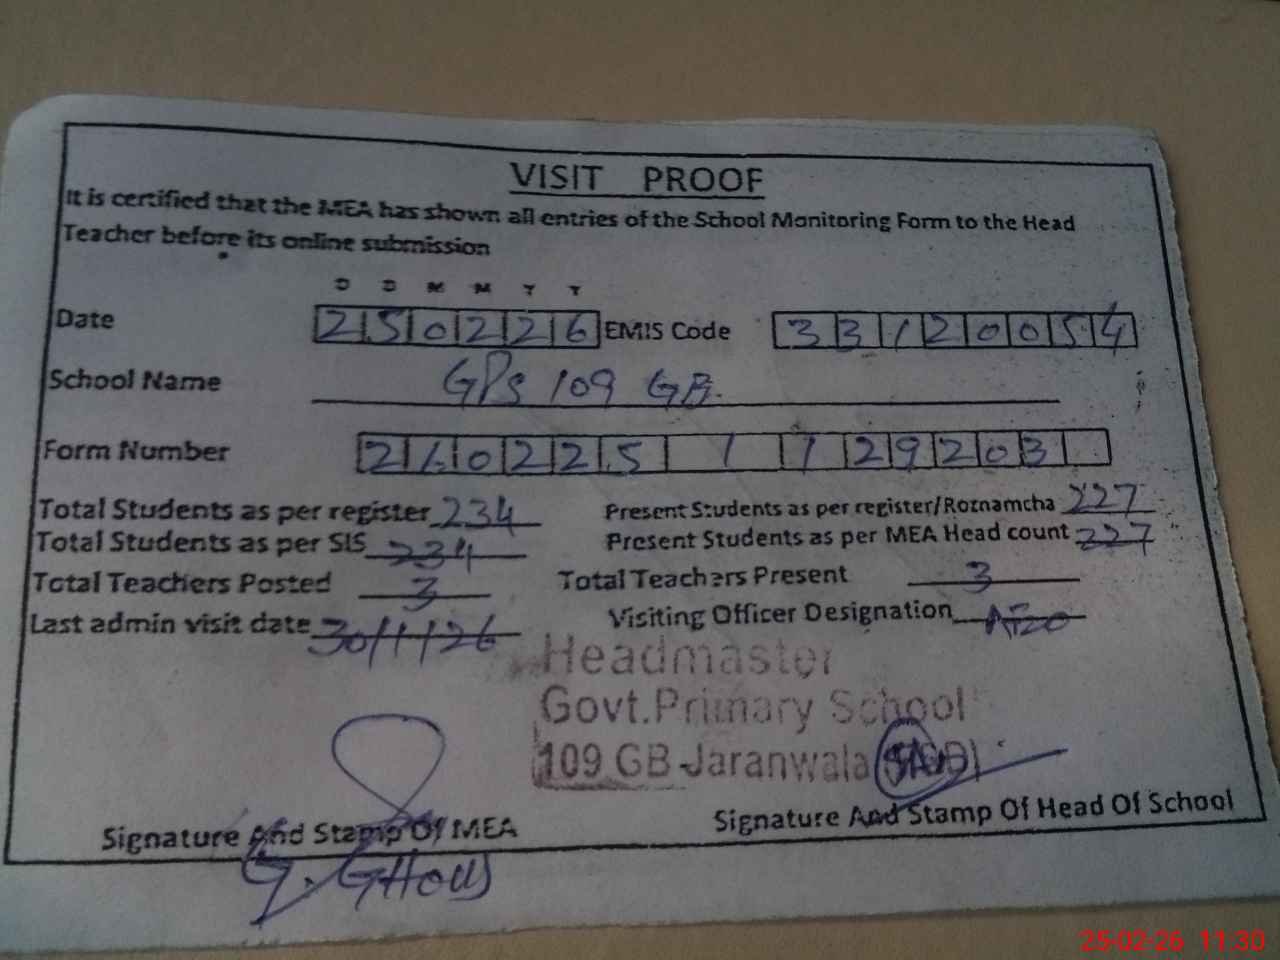 VISIT PROOF
It is certified that the MEA has shown all entries of the School Monitoring Form to the Head
Teacher before its online submission
D D M M Y Y
Date 250226 EMIS Code 33120054
School Name GPS 109 GB.
Form Number 2602251129203
Total Students as per register 234 Present Students as per register/Roznamcha 227
Total Students as per SIS 234 Present Students as per MEA Head count 227
Total Teachers Posted 3 Total Teachers Present 3
Last admin visit date 30/1/26 Visiting Officer Designation AEO
Headmaster
Govt.Primary School
109 GB Jaranwala
Signature And Stamp Of MEA Signature And Stamp Of Head Of School
G. GHous
25-02-26 11:30